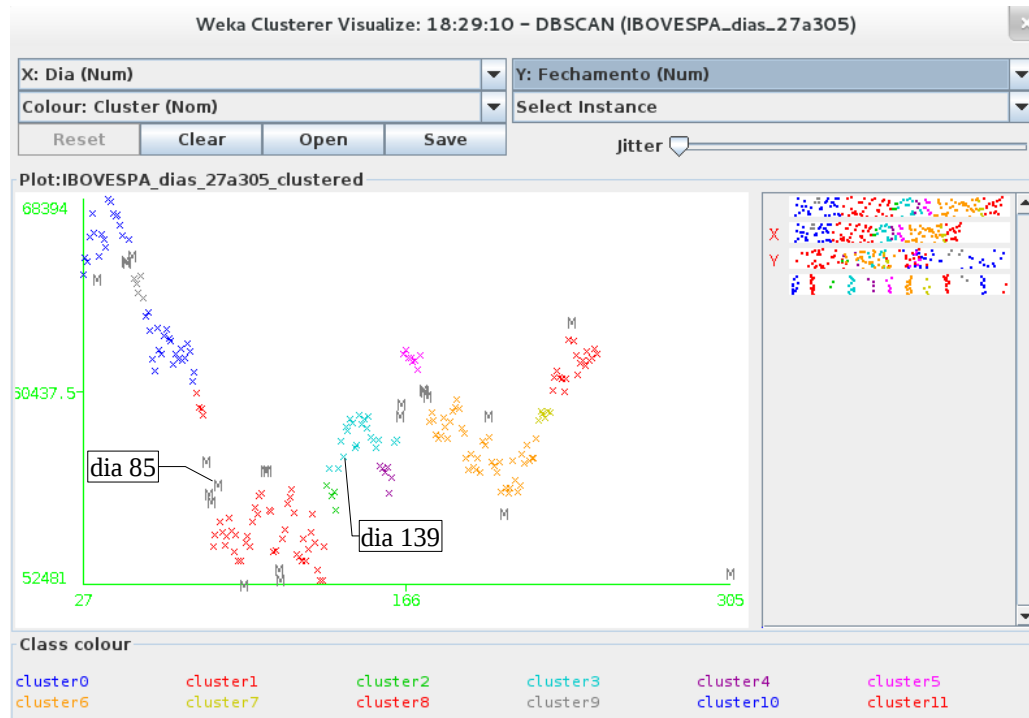 Weka Clusterer Visualize: 18:29:10 - DBSCAN (IBOVESPA_dias_27a305)
X: Dia (Num)
Y: Fechamento (Num)
Colour: Cluster (Nom)
Select Instance
Reset
Clear
Open
Save
Jitter
Plot:IBOVESPA_dias_27a305_clustered
68394
X
Y
60437.5
dia 85
dia 139
52481
27
166
305
Class colour
cluster0 cluster1 cluster2 cluster3 cluster4 cluster5
cluster6 cluster7 cluster8 cluster9 cluster10 cluster11